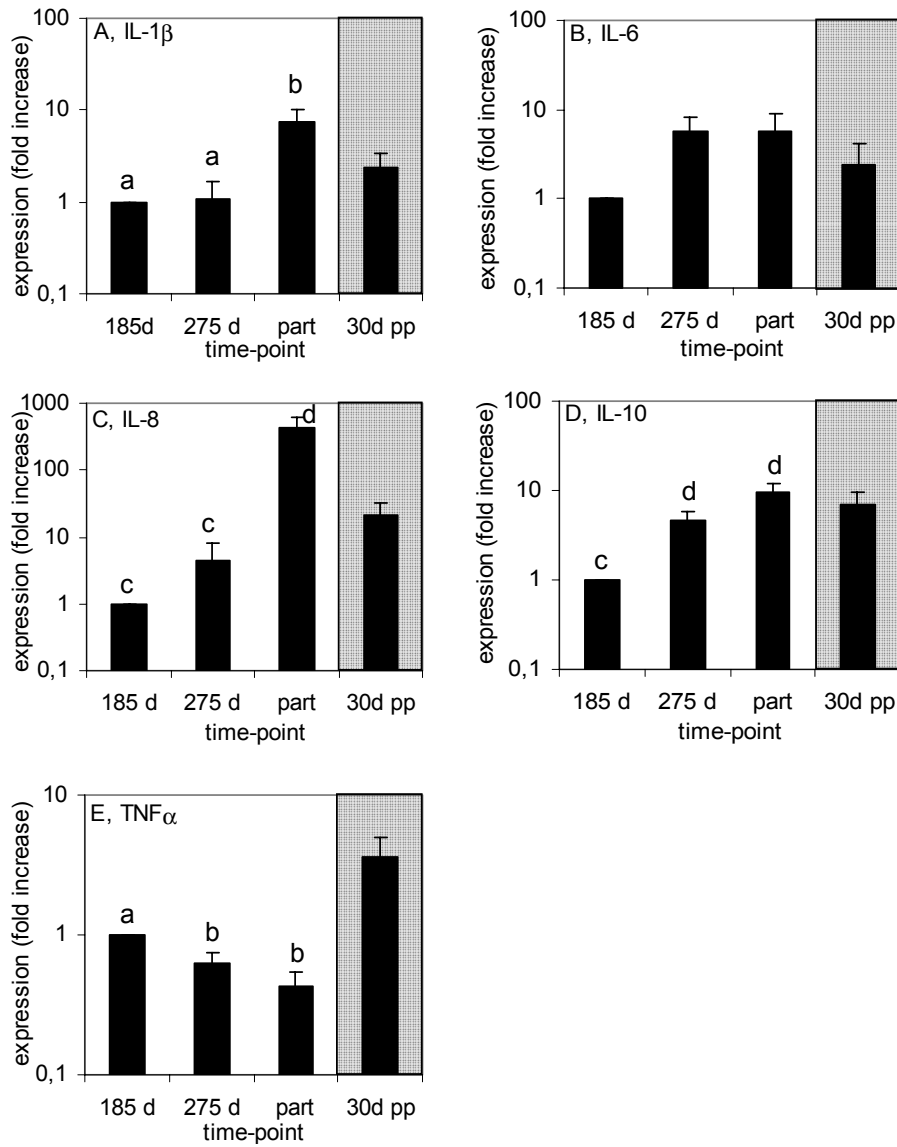 A, IL-1β
expression (fold increase)
100
10
1
0,1
a
a
b
185d 275 d part 30d pp
time-point
B, IL-6
expression (fold increase)
100
10
1
0,1
185 d 275 d part 30d pp
time-point
C, IL-8
expression (fold increase)
1000
100
10
1
0,1
c
c
d
185 d 275 d part 30d pp
time-point
D, IL-10
expression (fold increase)
100
10
1
0,1
c
d
d
185 d 275 d part 30d pp
time-point
E, TNFα
expression (fold increase)
10
1
0,1
a
b
b
185 d 275 d part 30d pp
time-point